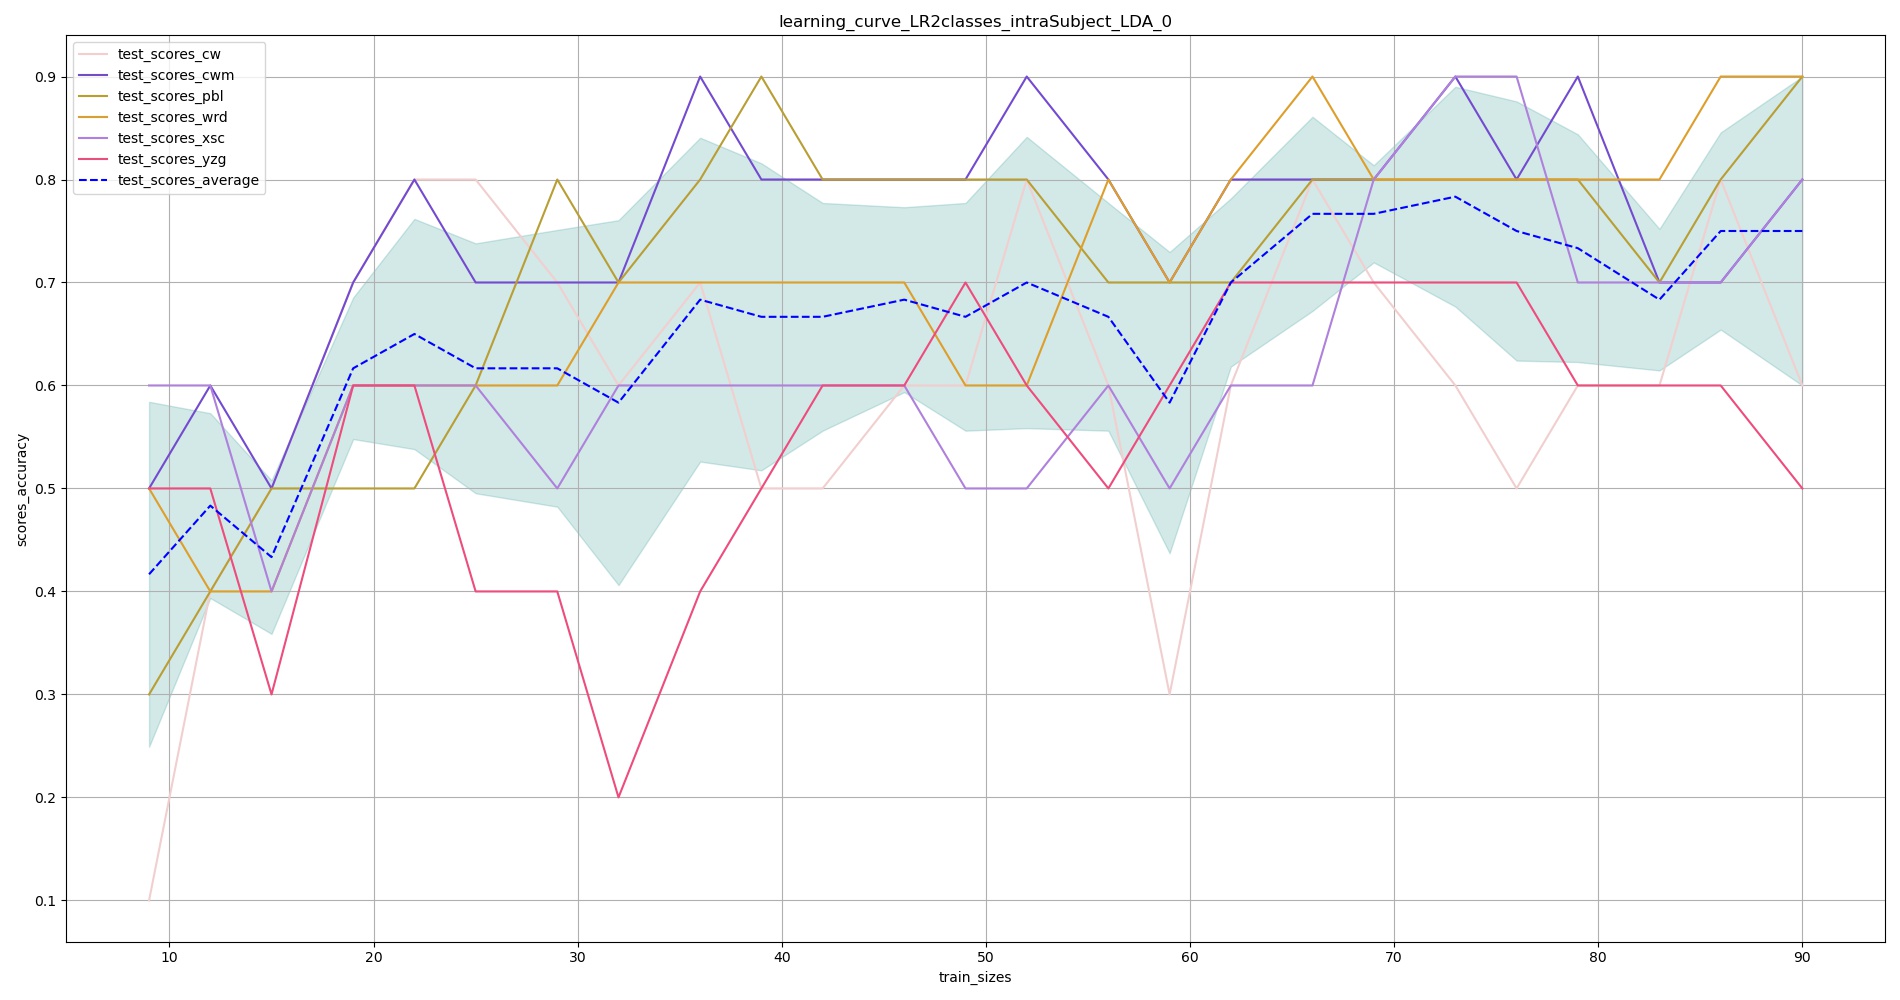 learning_curve_LR2classes_intraSubject_LDA_0
test_scores_cw
test_scores_cwm
test_scores_pbl
test_scores_wrd
test_scores_xsc
test_scores_yzg
test_scores_average
0.9
0.8
0.7
0.6
0.5
0.4
0.3
0.2
0.1
scores_accuracy
10 20 30 40 50 60 70 80 90
train_sizes